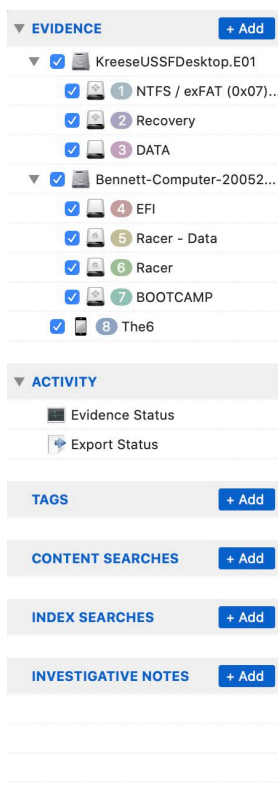 EVIDENCE + Add
KreeseUSSFDesktop.E01
1 NTFS / exFAT (0x07)...
2 Recovery
3 DATA
Bennett-Computer-20052...
4 EFI
5 Racer - Data
6 Racer
7 BOOTCAMP
8 The6
ACTIVITY
Evidence Status
Export Status
TAGS + Add
CONTENT SEARCHES + Add
INDEX SEARCHES + Add
INVESTIGATIVE NOTES + Add